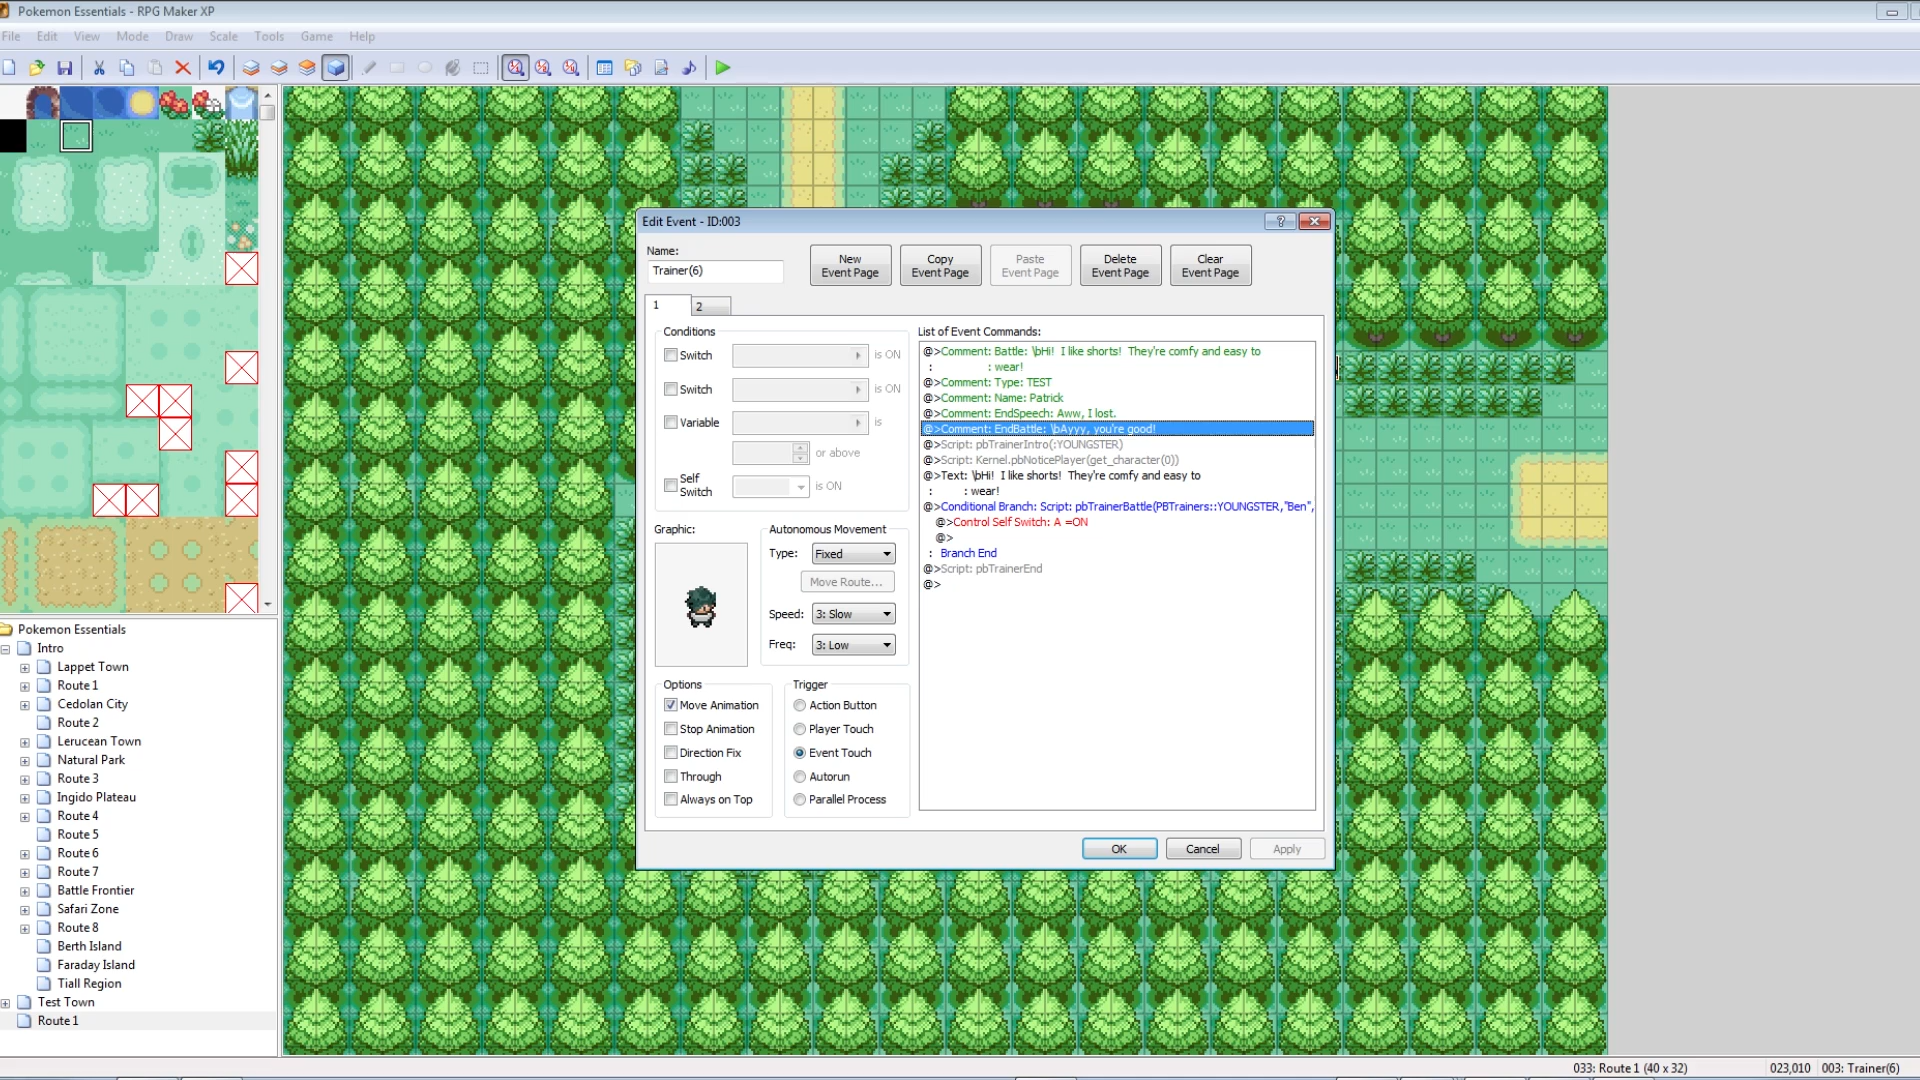 Pokemon Essentials - RPG Maker XP
File Edit View Mode Draw Scale Tools Game Help
Edit Event - ID:003
Name:
Trainer(6)
New Event Page
Copy Event Page
Paste Event Page
Delete Event Page
Clear Event Page
1 2
Conditions
Switch is ON
Switch is ON
Variable is
or above
Self Switch is ON
Graphic:
Autonomous Movement
Type: Fixed
Move Route...
Speed: 3: Slow
Freq: 3: Low
Options
Move Animation
Stop Animation
Direction Fix
Through
Always on Top
Trigger
Action Button
Player Touch
Event Touch
Autorun
Parallel Process
List of Event Commands:
@>Comment: Battle: \bHi! I like shorts! They're comfy and easy to
: : wear!
@>Comment: Type: TEST
@>Comment: Name: Patrick
@>Comment: EndSpeech: Aww, I lost.
@>Comment: EndBattle: \bAyyy, you're good!
@>Script: pbTrainerIntro(:YOUNGSTER)
@>Script: Kernel.pbNoticePlayer(get_character(0))
@>Text: \bHi! I like shorts! They're comfy and easy to
: : wear!
@>Conditional Branch: Script: pbTrainerBattle(PBTrainers::YOUNGSTER,"Ben",
@>Control Self Switch: A =ON
@>
: Branch End
@>Script: pbTrainerEnd
@>
OK Cancel Apply
Pokemon Essentials
Intro
Lappet Town
Route 1
Cedolan City
Route 2
Lerucean Town
Natural Park
Route 3
Ingido Plateau
Route 4
Route 5
Route 6
Route 7
Battle Frontier
Safari Zone
Route 8
Berth Island
Faraday Island
Tiall Region
Test Town
Route 1
033: Route 1 (40 x 32) 023,010 003: Trainer(6)